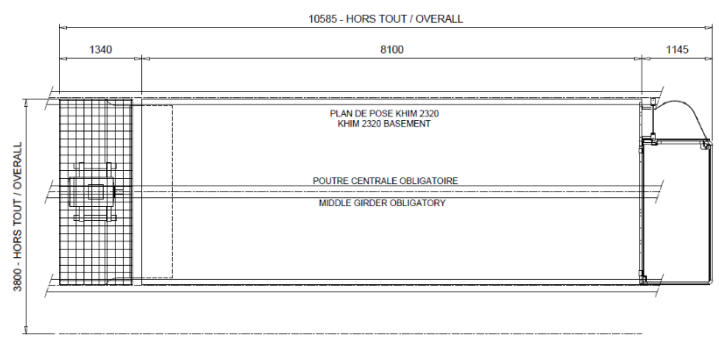 10585 - HORS TOUT / OVERALL
1340
8100
1145
PLAN DE POSE KHIM 2320
KHIM 2320 BASEMENT
3800 - HORS TOUT / OVERALL
POUTRE CENTRALE OBLIGATOIRE
MIDDLE GIRDER OBLIGATORY